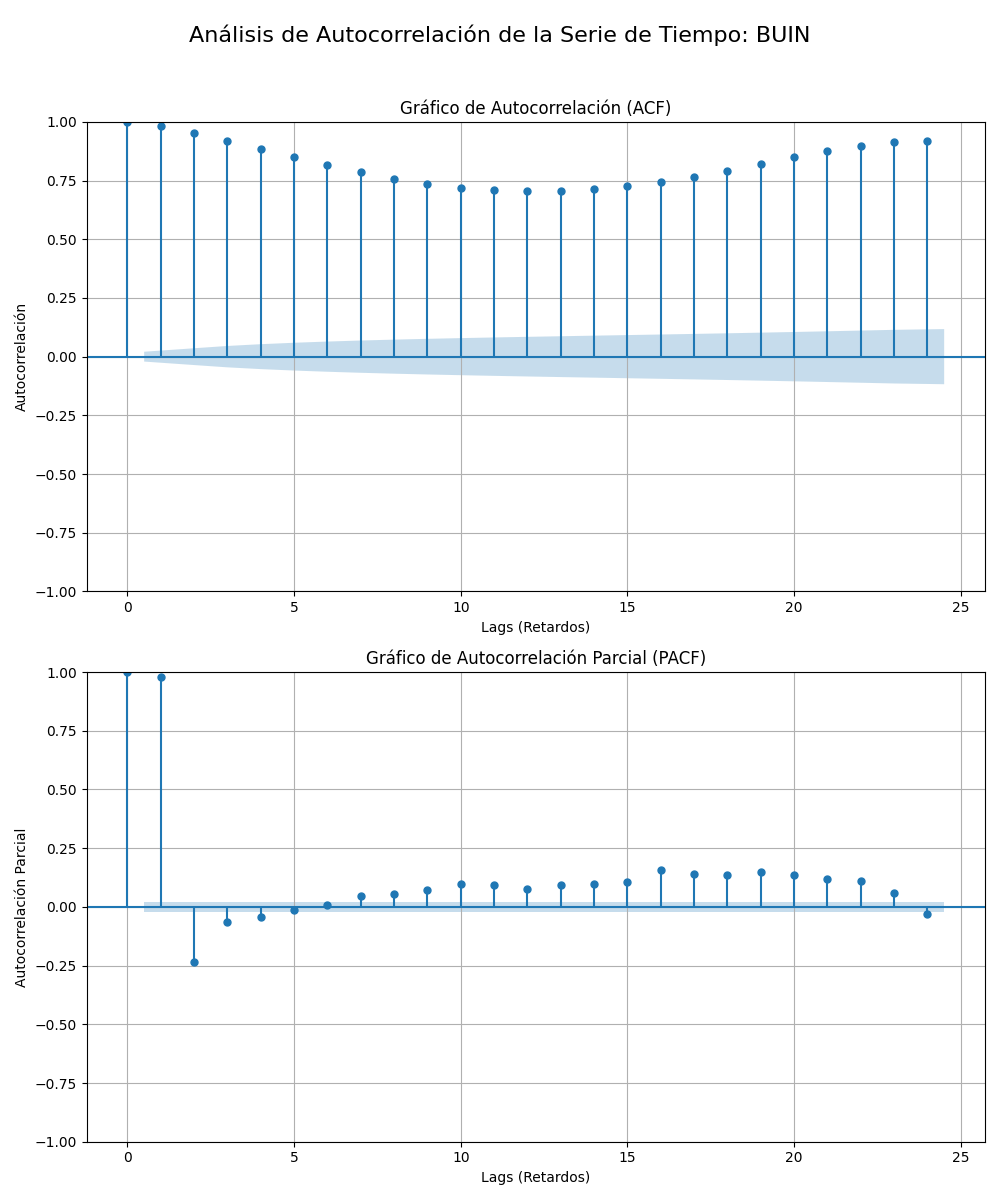 Análisis de Autocorrelación de la Serie de Tiempo: BUIN
Gráfico de Autocorrelación (ACF)
1.00
0.75
0.50
0.25
0.00
−0.25
−0.50
−0.75
−1.00
Autocorrelación
0 5 10 15 20 25
Lags (Retardos)
Gráfico de Autocorrelación Parcial (PACF)
1.00
0.75
0.50
0.25
0.00
−0.25
−0.50
−0.75
−1.00
Autocorrelación Parcial
0 5 10 15 20 25
Lags (Retardos)